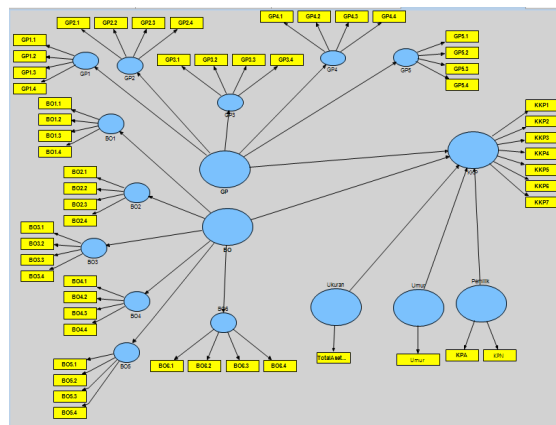 GP2.1 GP2.2 GP2.3 GP2.4
GP4.1 GP4.2 GP4.3 GP4.4
GP1.1
GP1.2
GP1.3
GP1.4
GP1
GP2
GP3.1 GP3.2 GP3.3 GP3.4
GP3
GP4
GP5
GP5.1
GP5.2
GP5.3
GP5.4
BO1.1
BO1.2
BO1.3
BO1.4
BO1
GP
KKP1
KKP2
KKP3
KKP4
KKP5
KKP6
KKP7
BO2.1
BO2.2
BO2.3
BO2.4
BO2
BO
BO3.1
BO3.2
BO3.3
BO3.4
BO3
BO4.1
BO4.2
BO4.3
BO4.4
BO4
BO5.1
BO5.2
BO5.3
BO5.4
BO5
BO6
BO6.1 BO6.2 BO6.3 BO6.4
Ukuran
Umur
Pemilik
TotalAset...
Umur
KPA